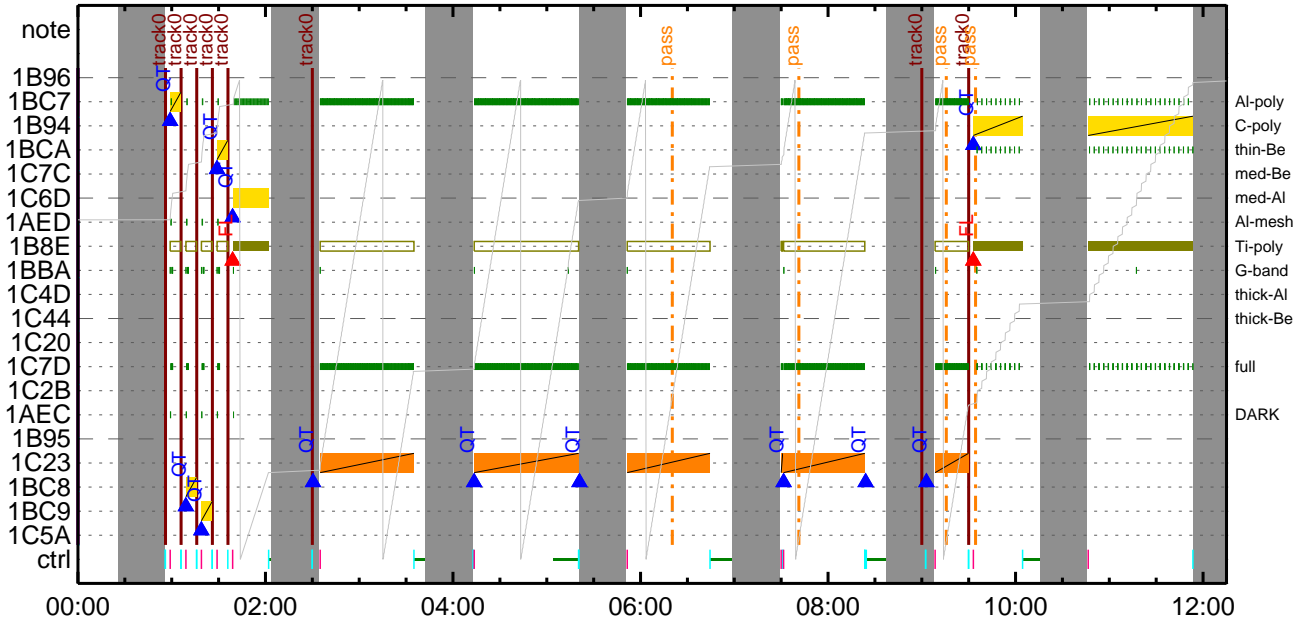 note
track0
track0
track0
track0
track0
track0
pass
pass
track0
pass
track0
pass
1B96
QT
1BC7
Al-poly
QT
1B94
C-poly
QT
1BCA
thin-Be
1C7C
med-Be
QT
1C6D
med-Al
1AED
Al-mesh
FL
FL
1B8E
Ti-poly
1BBA
G-band
1C4D
thick-Al
1C44
thick-Be
1C20
1C7D
full
1C2B
1AEC
DARK
1B95
QT
QT
QT
QT
QT
QT
1C23
QT
1BC8
QT
1BC9
1C5A
ctrl
00:00
02:00
04:00
06:00
08:00
10:00
12:00